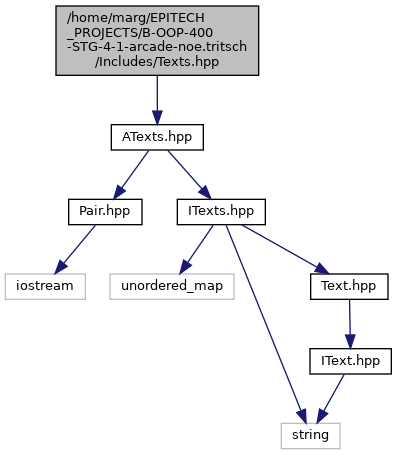 /home/marg/EPITECH
_PROJECTS/B-OOP-400
-STG-4-1-arcade-noe.tritsch
/Includes/Texts.hpp
ATexts.hpp
Pair.hpp
ITexts.hpp
iostream
unordered_map
Text.hpp
IText.hpp
string